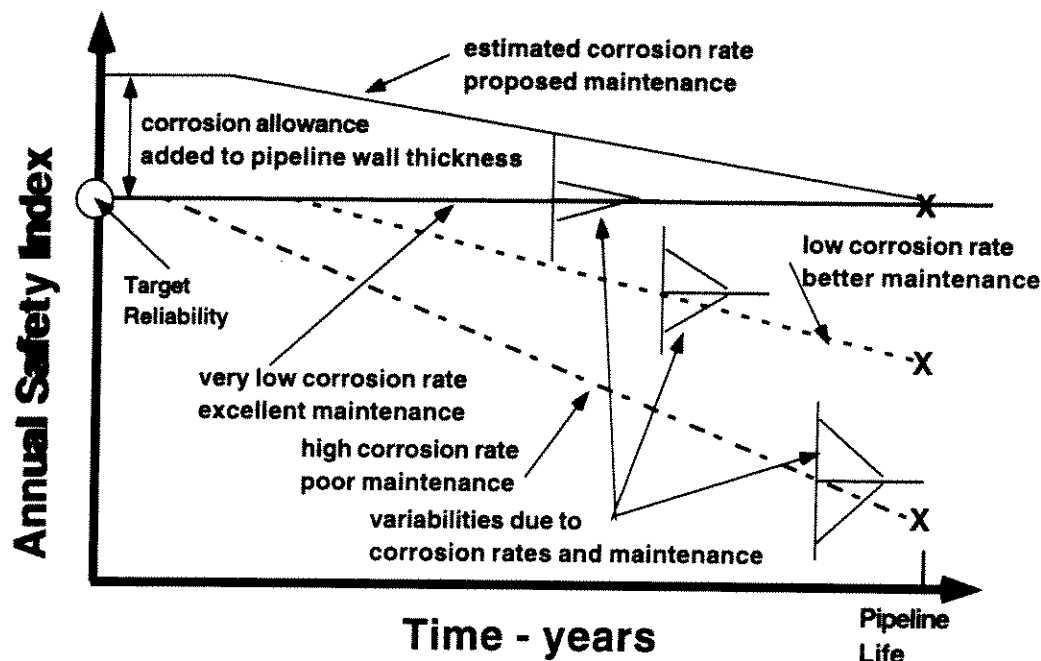 estimated corrosion rate
proposed maintenance
corrosion allowance
added to pipeline wall thickness
Annual Safety Index
low corrosion rate
better maintenance
Target
Reliability
very low corrosion rate
excellent maintenance
high corrosion rate
poor maintenance
variabilities due to
corrosion rates and maintenance
X
X
X
Time - years
Pipeline
Life